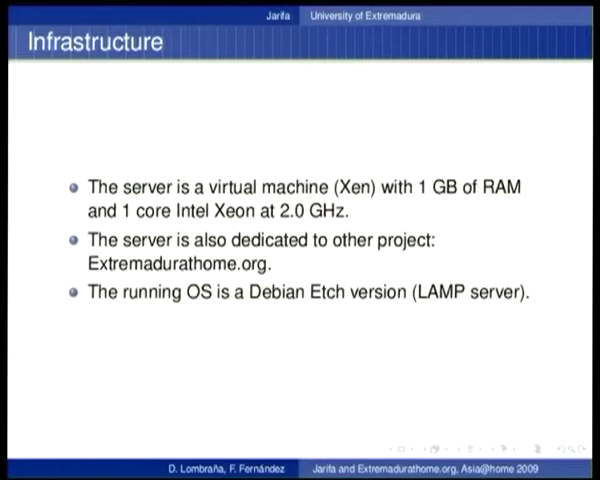 Jarifa University of Extremadura
Infrastructure
The server is a virtual machine (Xen) with 1 GB of RAM
and 1 core Intel Xeon at 2.0 GHz.
The server is also dedicated to other project:
Extremadurathome.org.
The running OS is a Debian Etch version (LAMP server).
D. Lombraña, F. Fernández Jarifa and Extremadurathome.org, Asia@home 2009